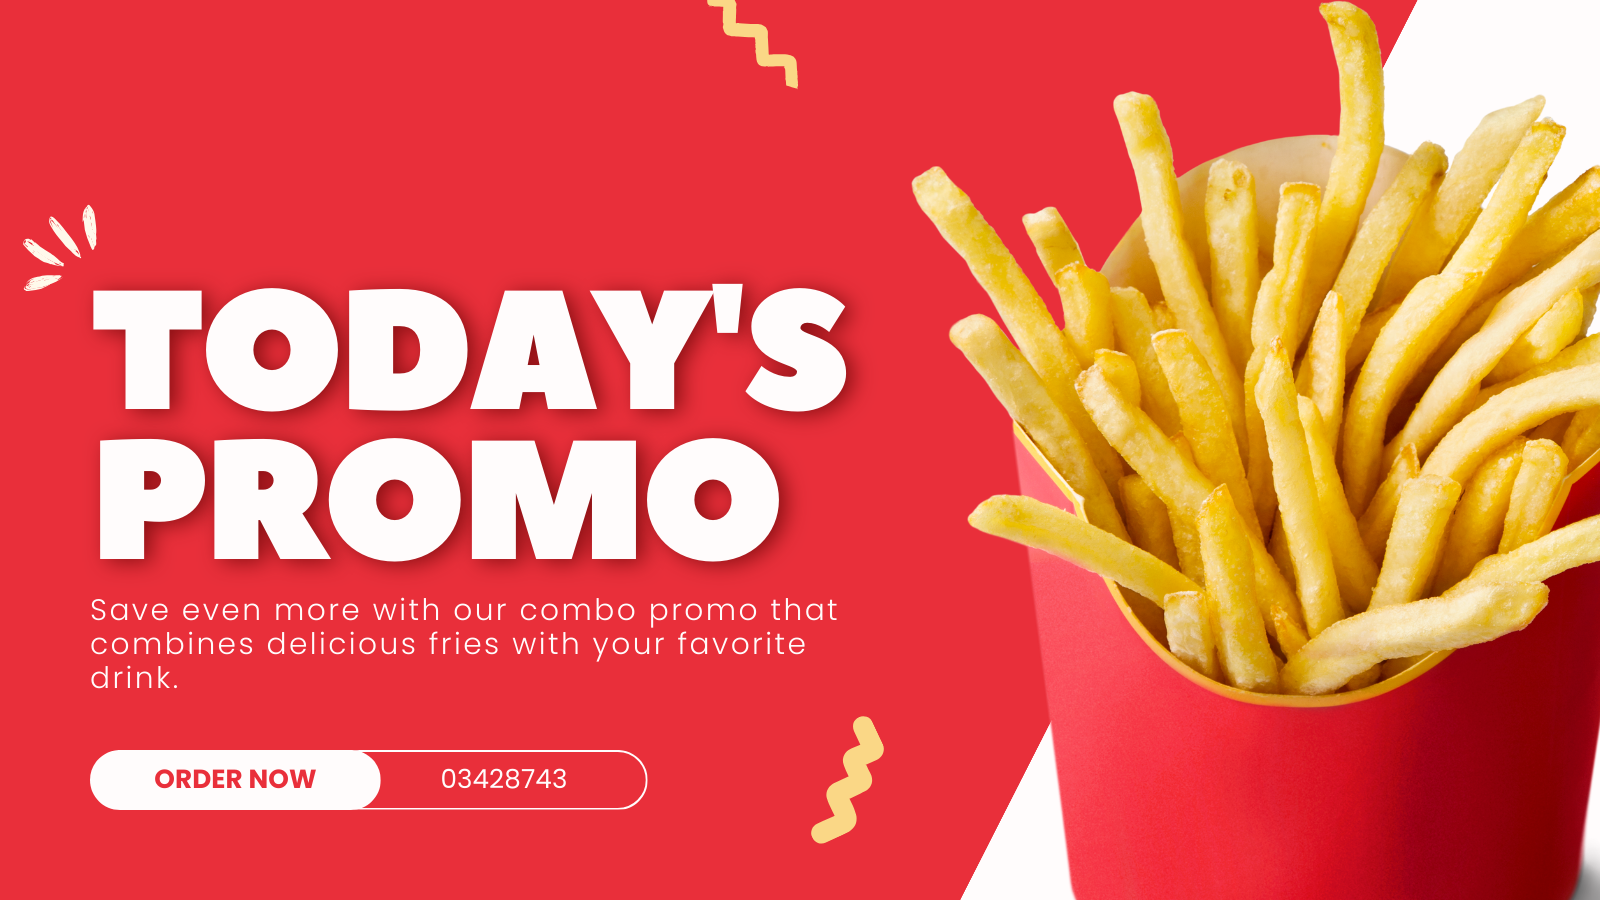 TODAY'S
PROMO
Save even more with our combo promo that
combines delicious fries with your favorite
drink.
ORDER NOW 03428743